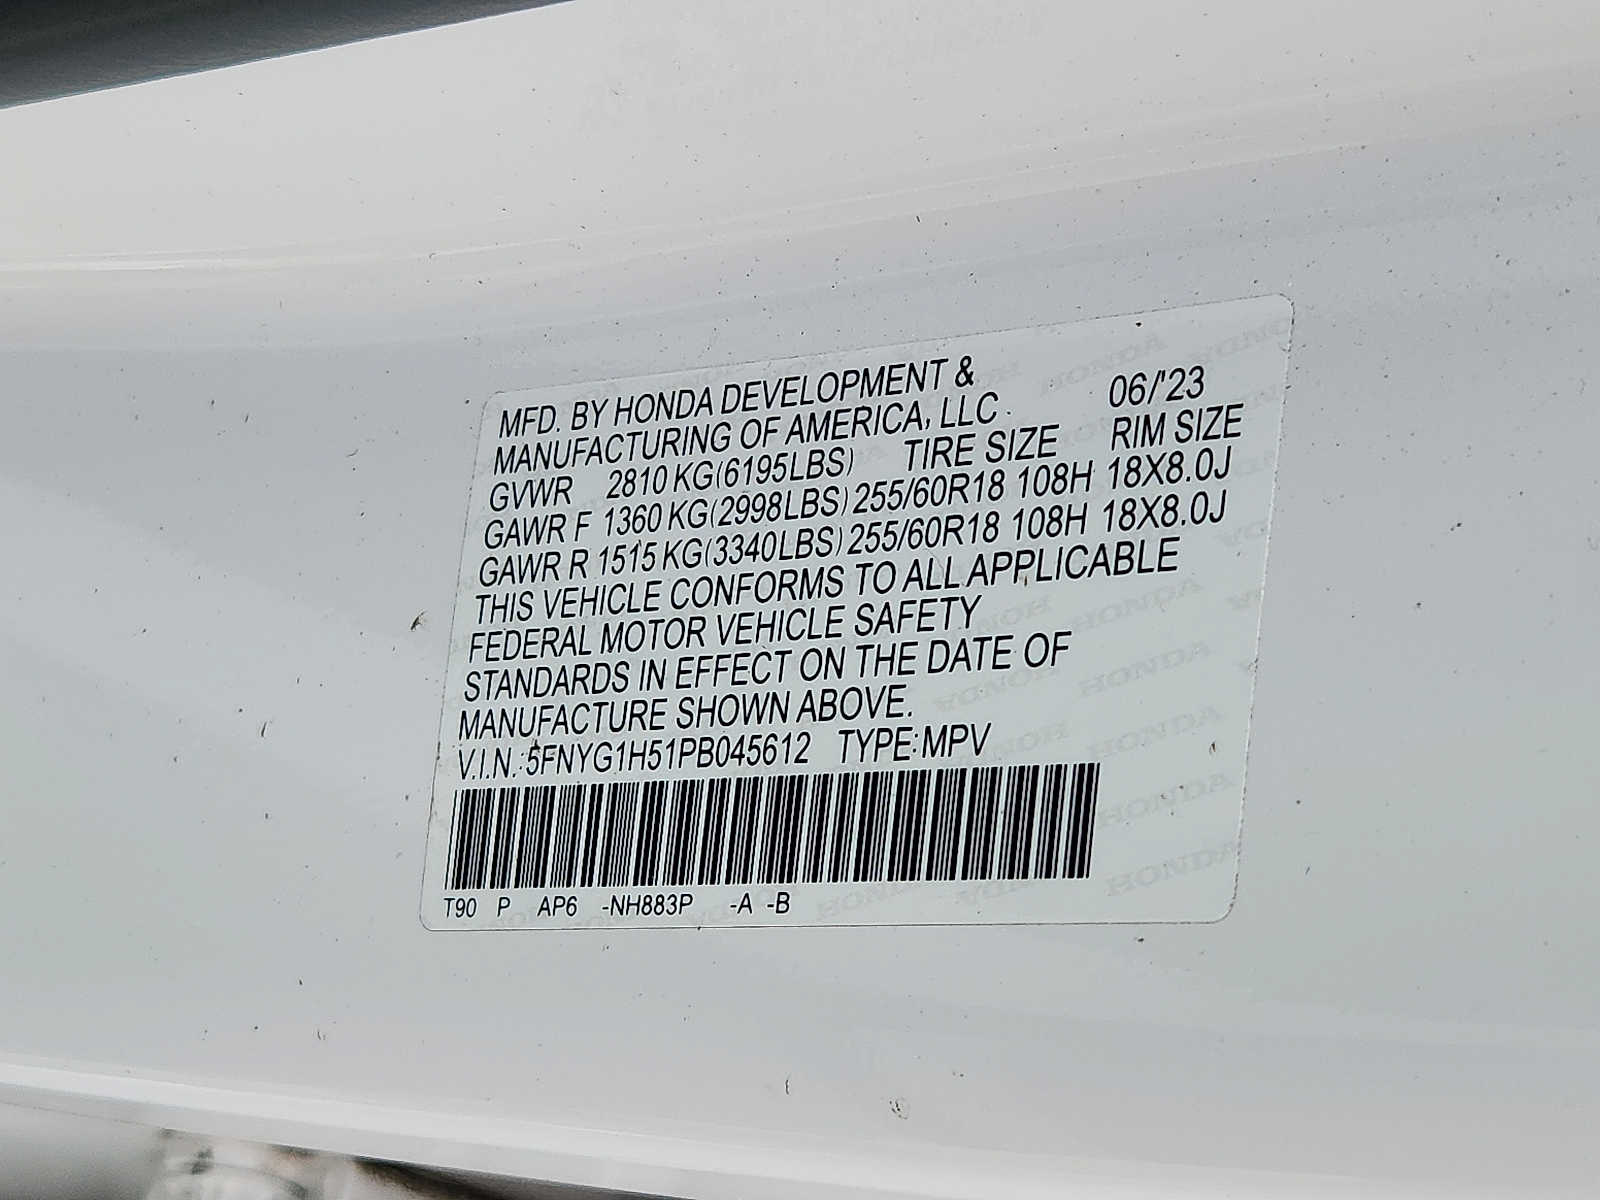 MFD. BY HONDA DEVELOPMENT &
MANUFACTURING OF AMERICA, LLC. 06/'23
GVWR 2810 KG(6195LBS) TIRE SIZE RIM SIZE
GAWR F 1360 KG(2998LBS) 255/60R18 108H 18X8.0J
GAWR R 1515 KG(3340LBS) 255/60R18 108H 18X8.0J
THIS VEHICLE CONFORMS TO ALL APPLICABLE
FEDERAL MOTOR VEHICLE SAFETY
STANDARDS IN EFFECT ON THE DATE OF
MANUFACTURE SHOWN ABOVE.
V.I.N.:5FNYG1H51PB045612 TYPE:MPV
T90 P AP6 -NH883P -A -B